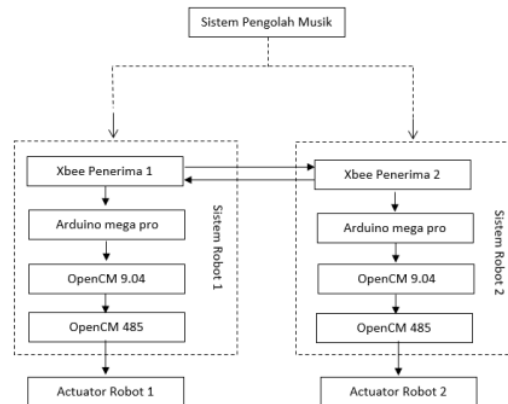 Sistem Pengolah Musik
Xbee Penerima 1
Arduino mega pro
OpenCM 9.04
OpenCM 485
Sistem Robot 1
Actuator Robot 1
Xbee Penerima 2
Arduino mega pro
OpenCM 9.04
OpenCM 485
Sistem Robot 2
Actuator Robot 2